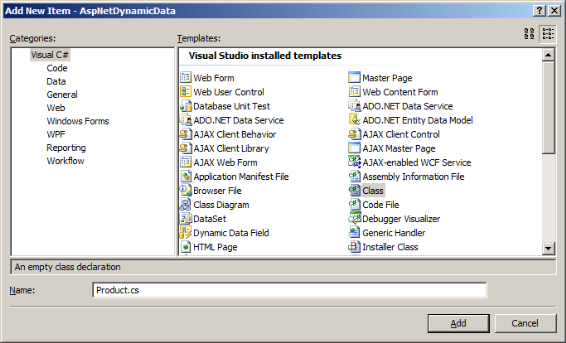 Add New Item - AspNetDynamicData
Categories:
Templates:
Visual C#
Code
Data
General
Web
Windows Forms
WPF
Reporting
Workflow
Visual Studio installed templates
Web Form
Master Page
Web User Control
Web Content Form
Database Unit Test
ADO.NET Data Service
ADO.NET Data Service
ADO.NET Entity Data Model
AJAX Client Behavior
AJAX Client Control
AJAX Client Library
AJAX Master Page
AJAX Web Form
AJAX-enabled WCF Service
Application Manifest File
Assembly Information File
Browser File
Class
Class Diagram
Code File
DataSet
Debugger Visualizer
Dynamic Data Field
Generic Handler
HTML Page
Installer Class
An empty class declaration
Name:
Product.cs
Add
Cancel